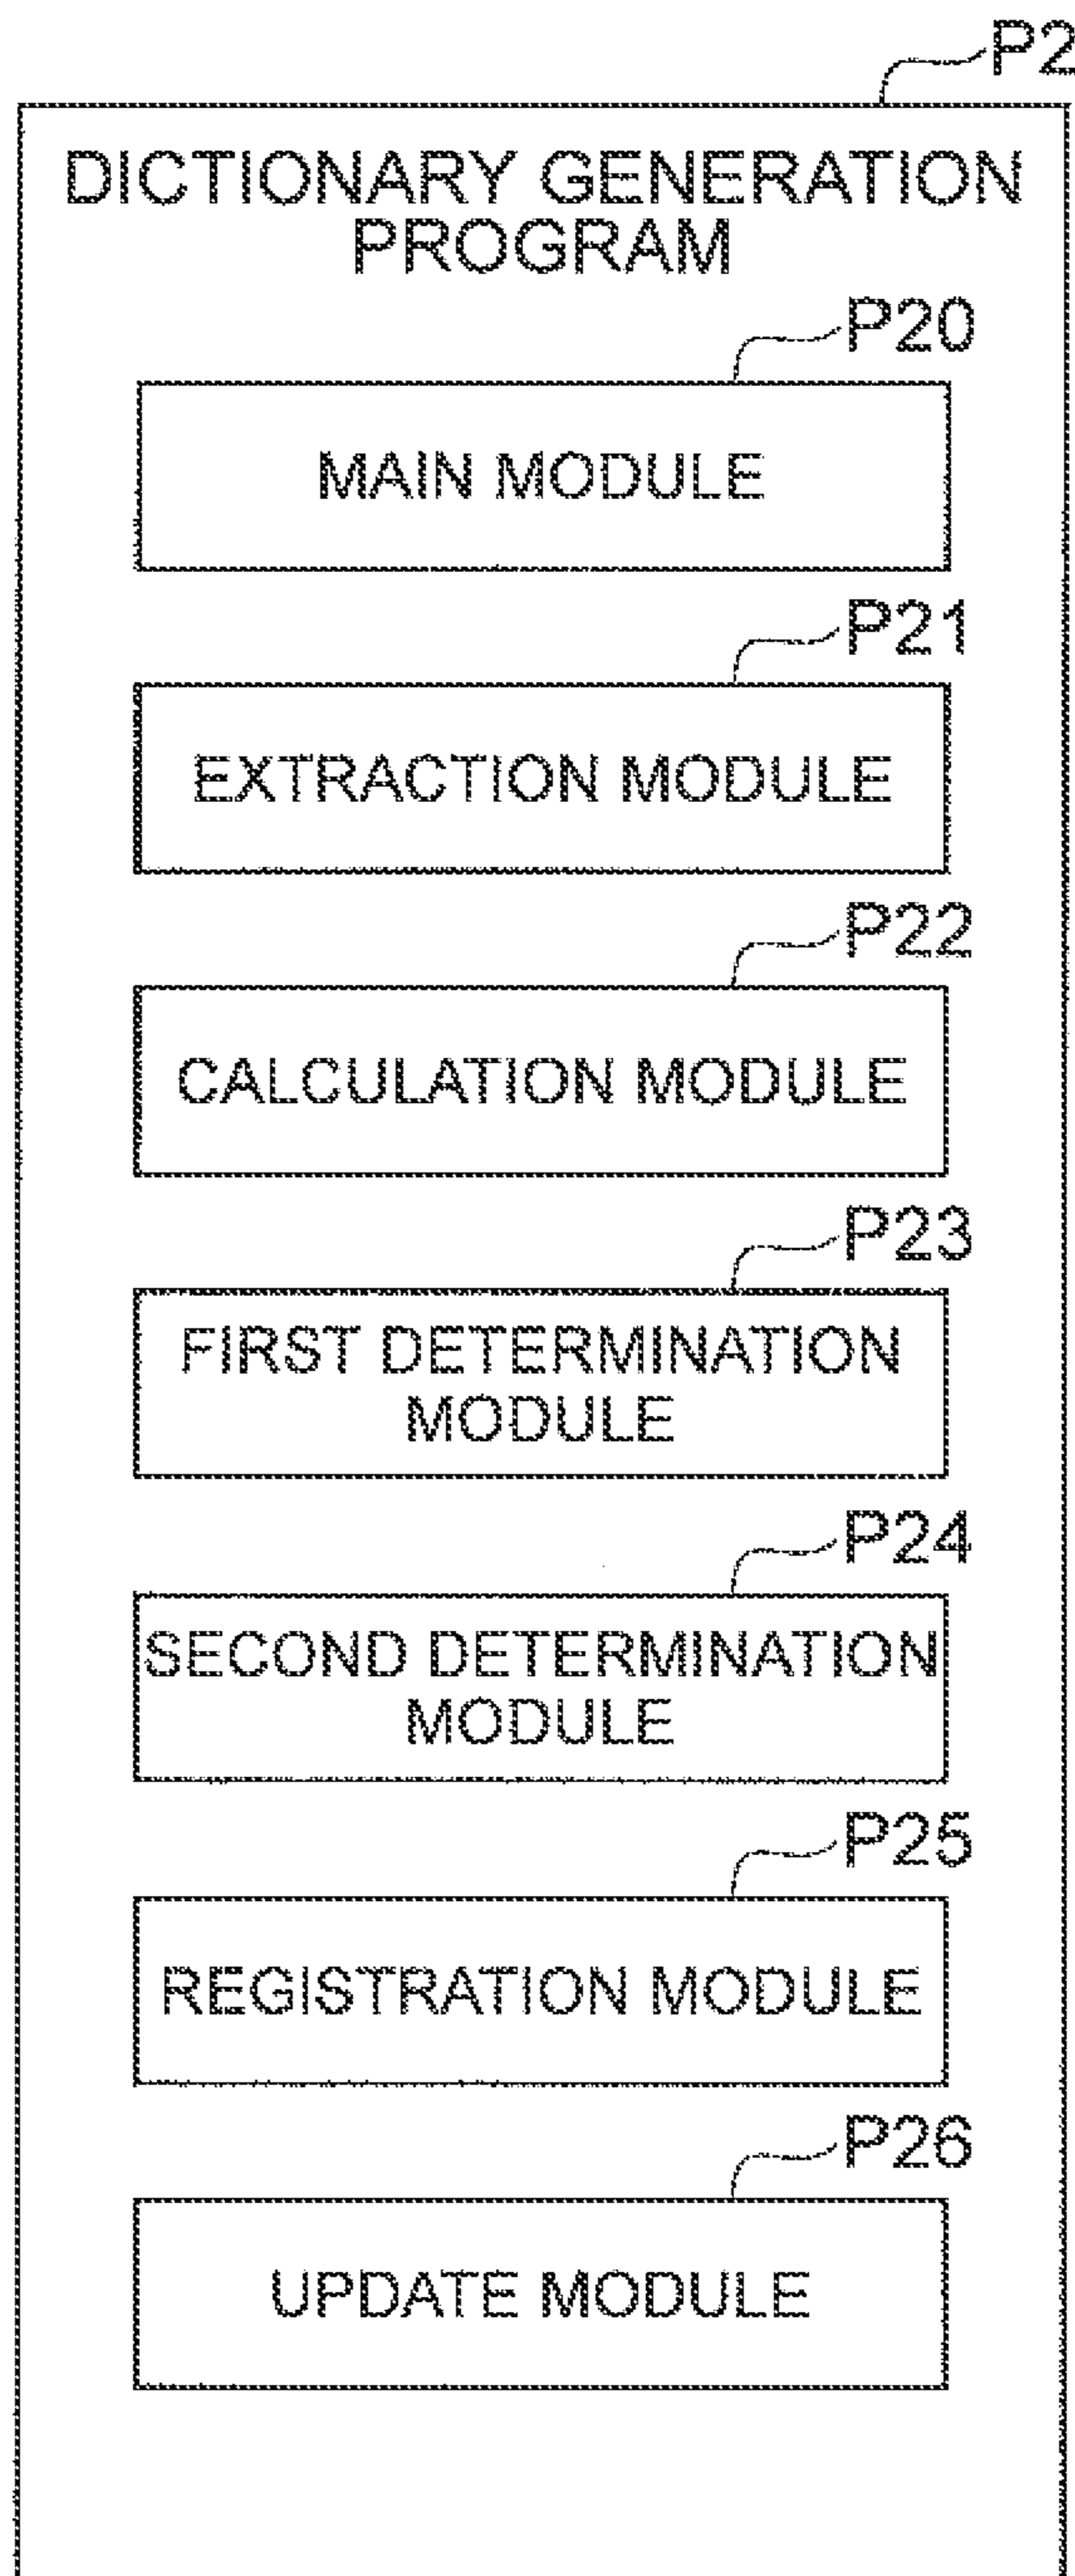 P2
DICTIONARY GENERATION
PROGRAM
P20
MAIN MODULE
P21
EXTRACTION MODULE
P22
CALCULATION MODULE
P23
FIRST DETERMINATION
MODULE
P24
SECOND DETERMINATION
MODULE
P25
REGISTRATION MODULE
P26
UPDATE MODULE